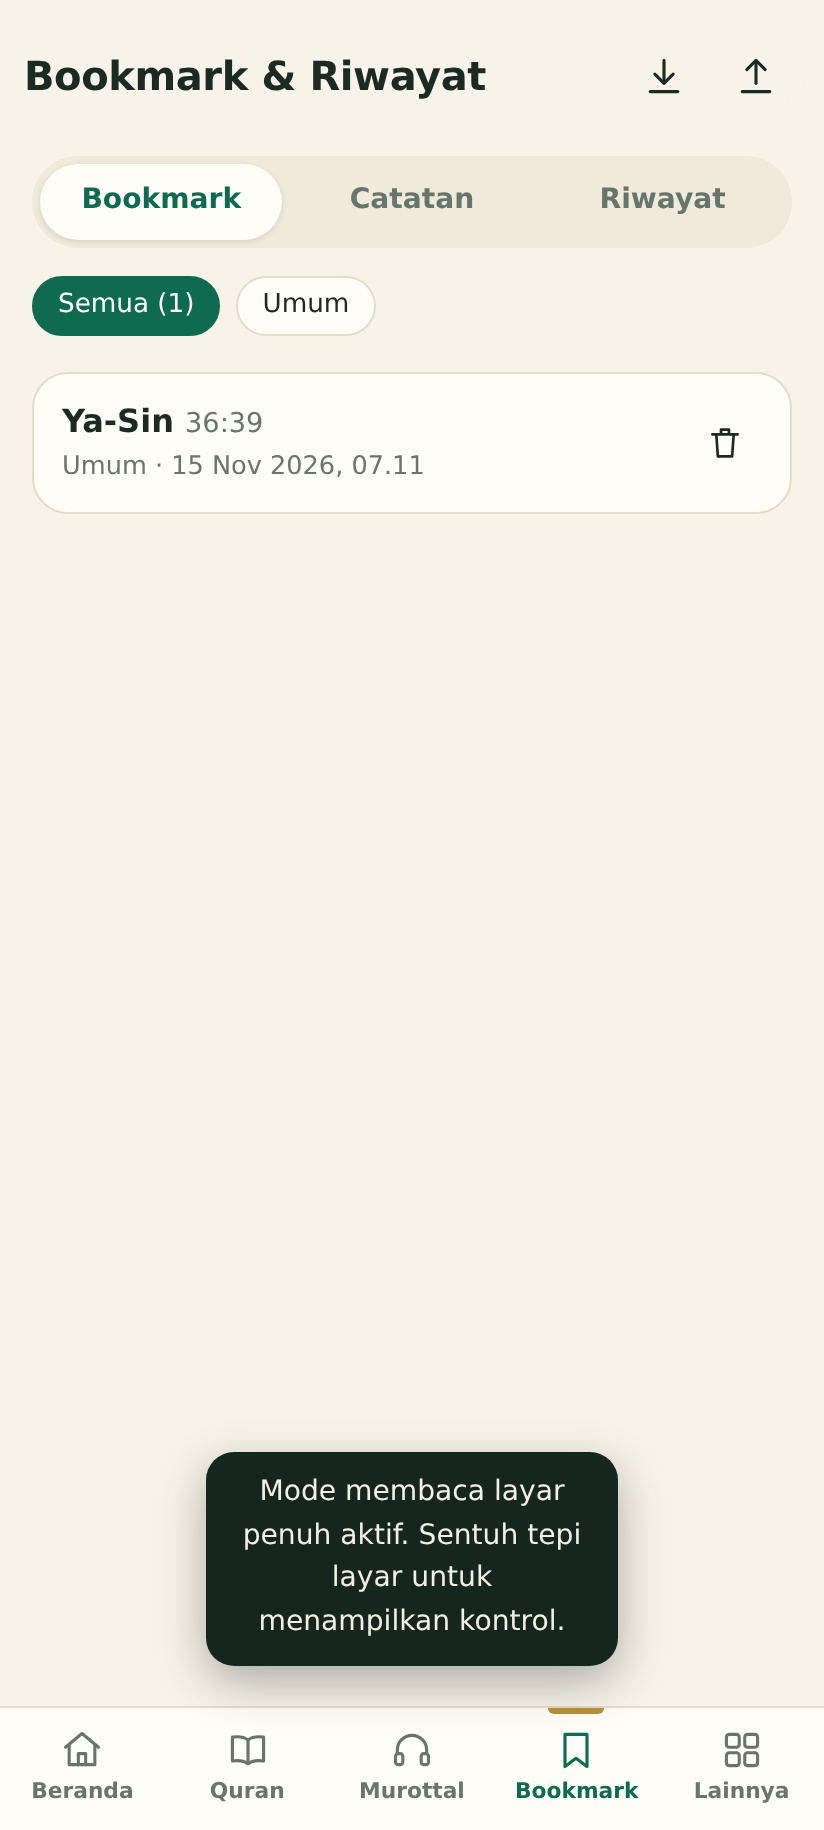 Bookmark & Riwayat
Bookmark
Catatan
Riwayat
Semua (1)
Umum
Ya-Sin 36:39
Umum · 15 Nov 2026, 07.11
Mode membaca layar
penuh aktif. Sentuh tepi
layar untuk
menampilkan kontrol.
Beranda
Quran
Murottal
Bookmark
Lainnya